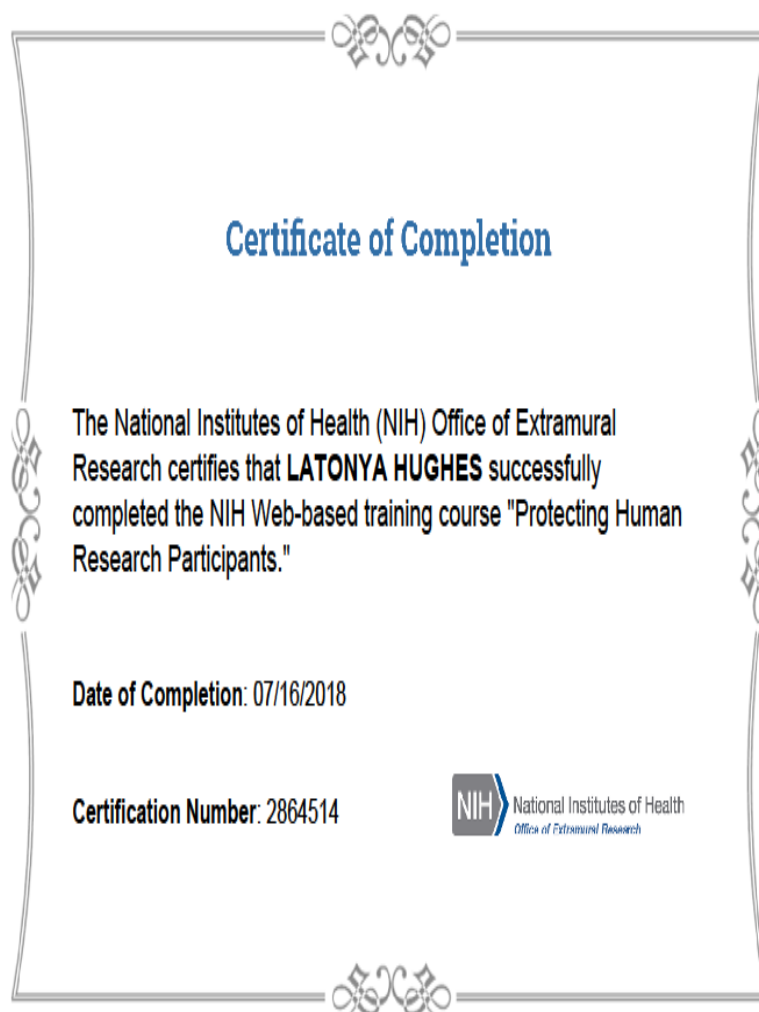 Certificate of Completion
The National Institutes of Health (NIH) Office of Extramural
Research certifies that LATONYA HUGHES successfully
completed the NIH Web-based training course "Protecting Human
Research Participants."
Date of Completion: 07/16/2018
Certification Number: 2864514
NIH National Institutes of Health
Office of Extramural Research